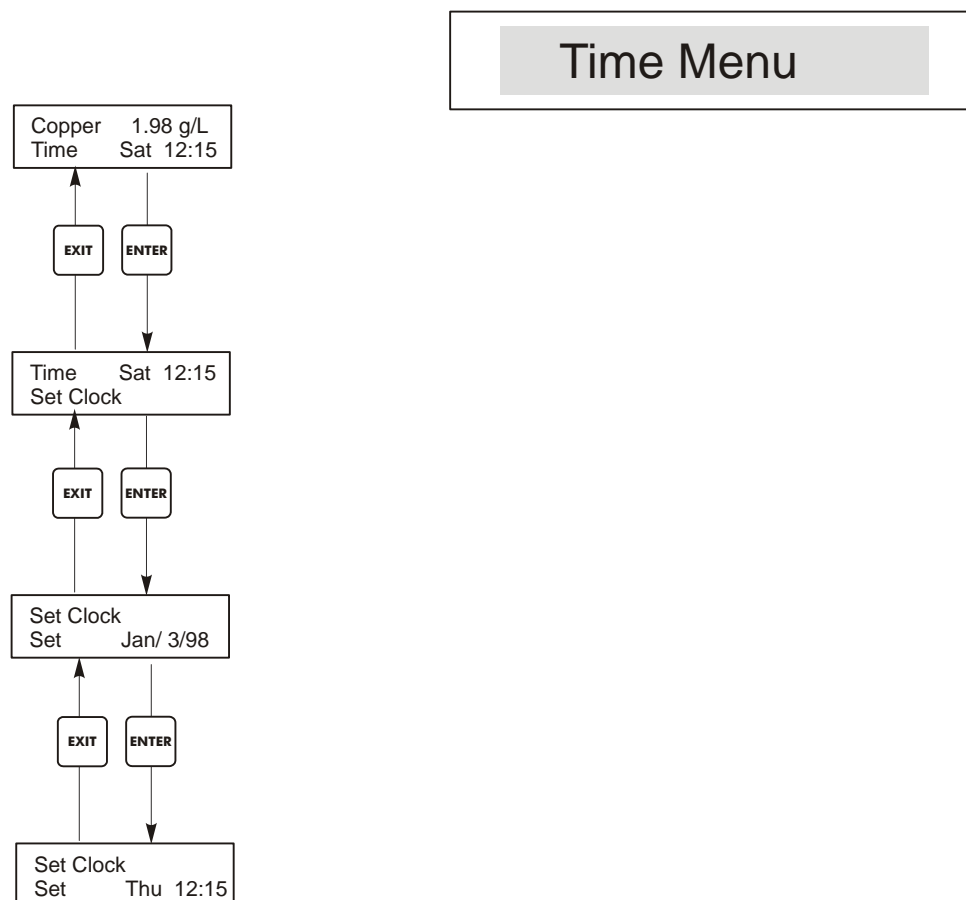 Time Menu
Copper 1.98 g/L
Time Sat 12:15
EXIT ENTER
Time Sat 12:15
Set Clock
EXIT ENTER
Set Clock
Set Jan/ 3/98
EXIT ENTER
Set Clock
Set Thu 12:15